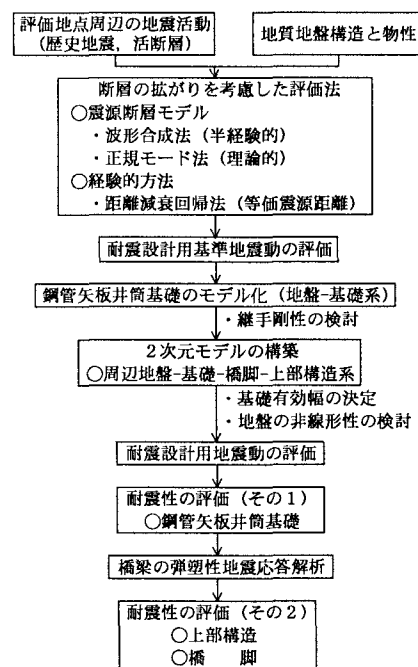 評価地点周辺の地震活動
(歴史地震，活断層)
地質地盤構造と物性
断層の拡がりを考慮した評価法
○震源断層モデル
・波形合成法（半経験的）
・正規モード法（理論的）
○経験的方法
・距離減衰回帰法（等価震源距離）
耐震設計用基準地震動の評価
鋼管矢板井筒基礎のモデル化（地盤-基礎系）
・継手剛性の検討
２次元モデルの構築
○周辺地盤-基礎-橋脚-上部構造系
・基礎有効幅の決定
・地盤の非線形性の検討
耐震設計用地震動の評価
耐震性の評価（その１）
○鋼管矢板井筒基礎
橋梁の弾塑性地震応答解析
耐震性の評価（その２）
○上部構造
○橋　脚